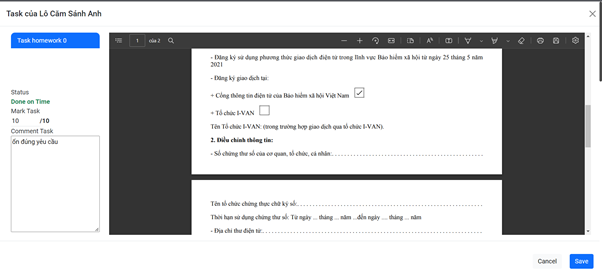 Task của Lò Cầm Sánh Anh
Task homework 0
1 của 2
Status
Done on Time
Mark Task
10 /10
Comment Task
ổn đúng yêu cầu
- Đăng ký sử dụng phương thức giao dịch điện tử trong lĩnh vực Bảo hiểm xã hội từ ngày 25 tháng 5 năm
2021
- Đăng ký giao dịch tại:
+ Cổng thông tin điện tử của Bảo hiểm xã hội Việt Nam
+ Tổ chức I-VAN
Tên Tổ chức I-VAN: (trong trường hợp giao dịch qua tổ chức I-VAN).
2. Điều chỉnh thông tin:
- Số chứng thư số của cơ quan, tổ chức, cá nhân:
Tên tổ chức chứng thực chữ ký số:
Thời hạn sử dụng chứng thư số: Từ ngày ... tháng ... năm ...đến ngày .... tháng ... năm
- Địa chỉ thư điện tử:
Cancel Save